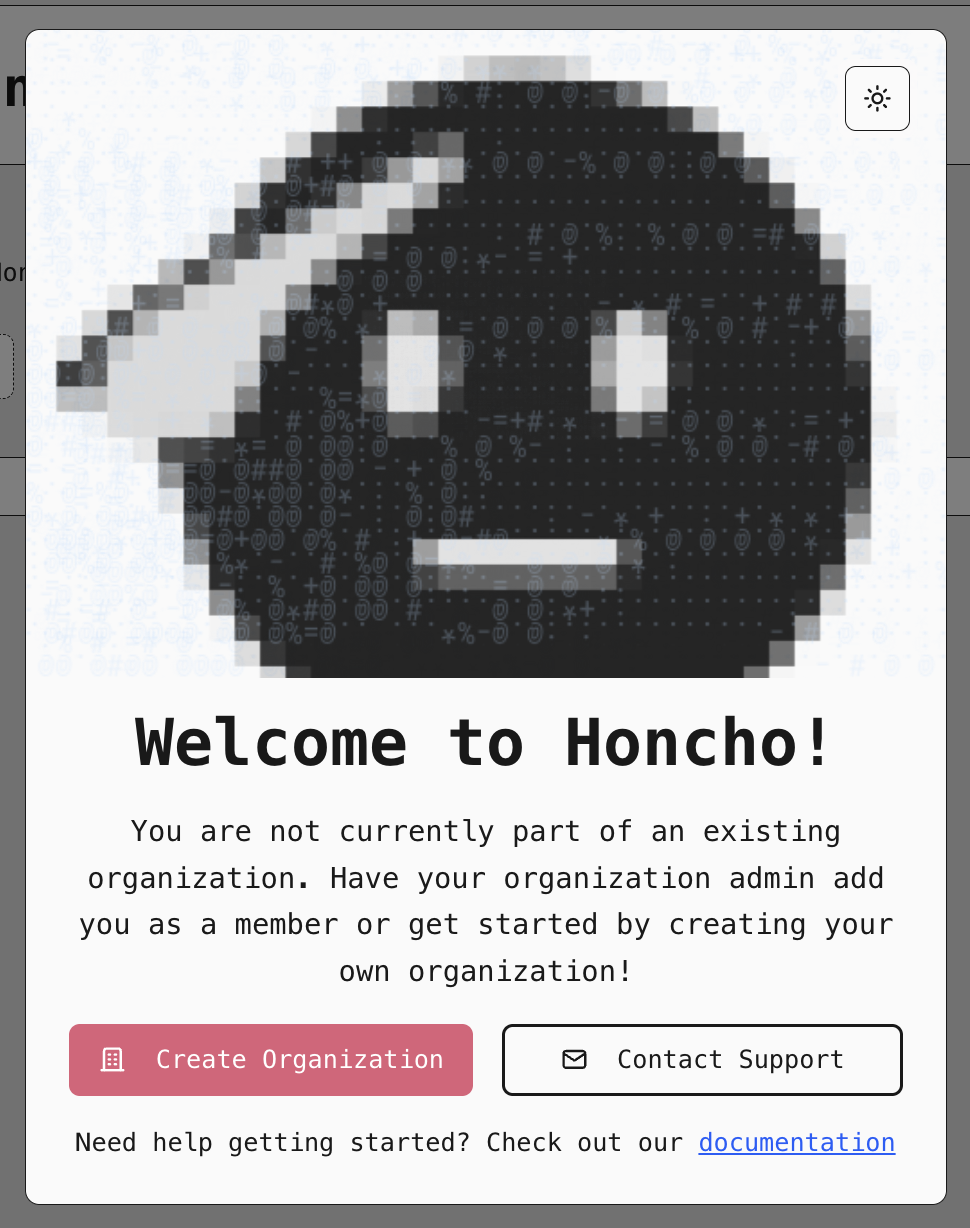 Welcome to Honcho!
You are not currently part of an existing
organization. Have your organization admin add
you as a member or get started by creating your
own organization!
Create Organization
Contact Support
Need help getting started? Check out our documentation